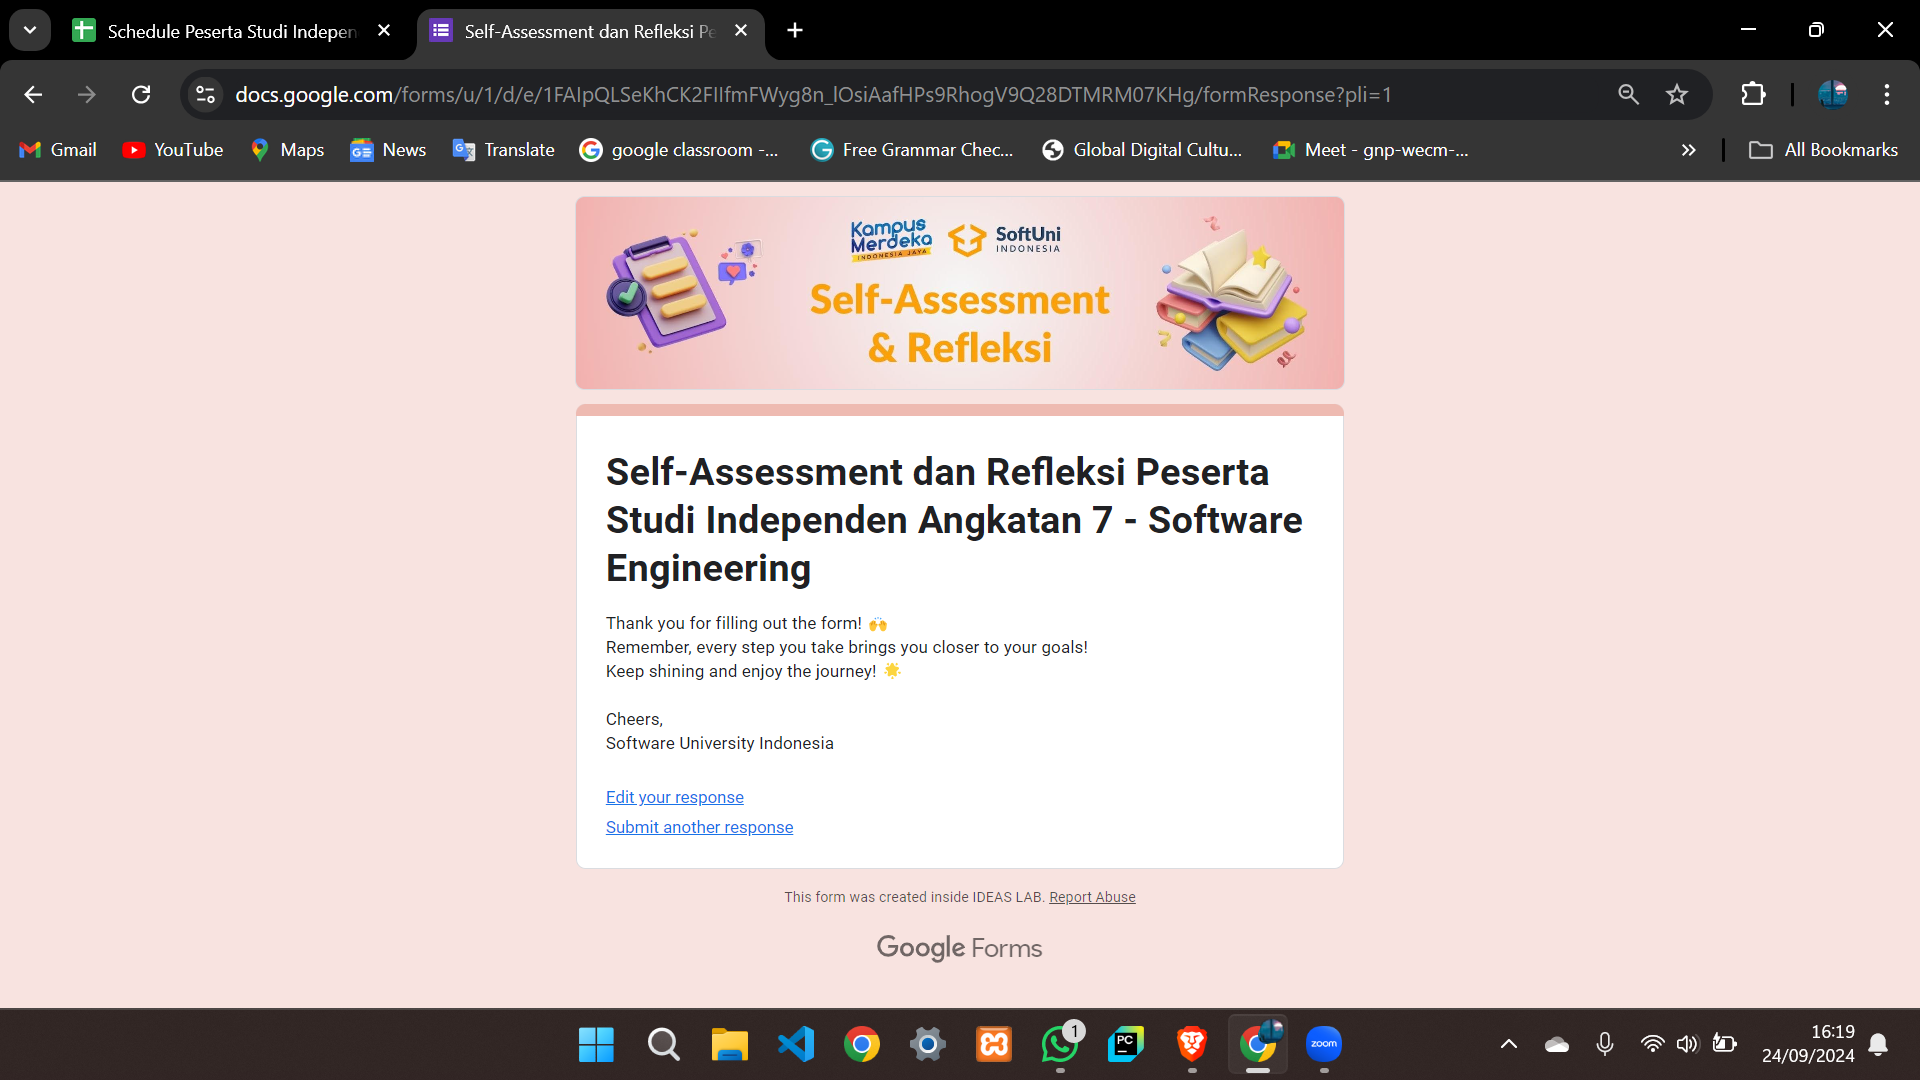 Schedule Peserta Studi Indepen
Self-Assessment dan Refleksi Pe
docs.google.com/forms/u/1/d/e/1FAIpQLSeKhCK2FIIfmFWyg8n_lOsiAafHPs9RhogV9Q28DTMRM07KHg/formResponse?pli=1
Gmail YouTube Maps News Translate google classroom -... Free Grammar Chec... Global Digital Cultu... Meet - gnp-wecm-... All Bookmarks
Kampus Merdeka INDONESIA JAYA
SoftUni INDONESIA
Self-Assessment
& Refleksi
Self-Assessment dan Refleksi Peserta
Studi Independen Angkatan 7 - Software
Engineering
Thank you for filling out the form! 🙌
Remember, every step you take brings you closer to your goals!
Keep shining and enjoy the journey! 🌟
Cheers,
Software University Indonesia
Edit your response
Submit another response
This form was created inside IDEAS LAB. Report Abuse
Google Forms
1
PC
zoom
16:19
24/09/2024